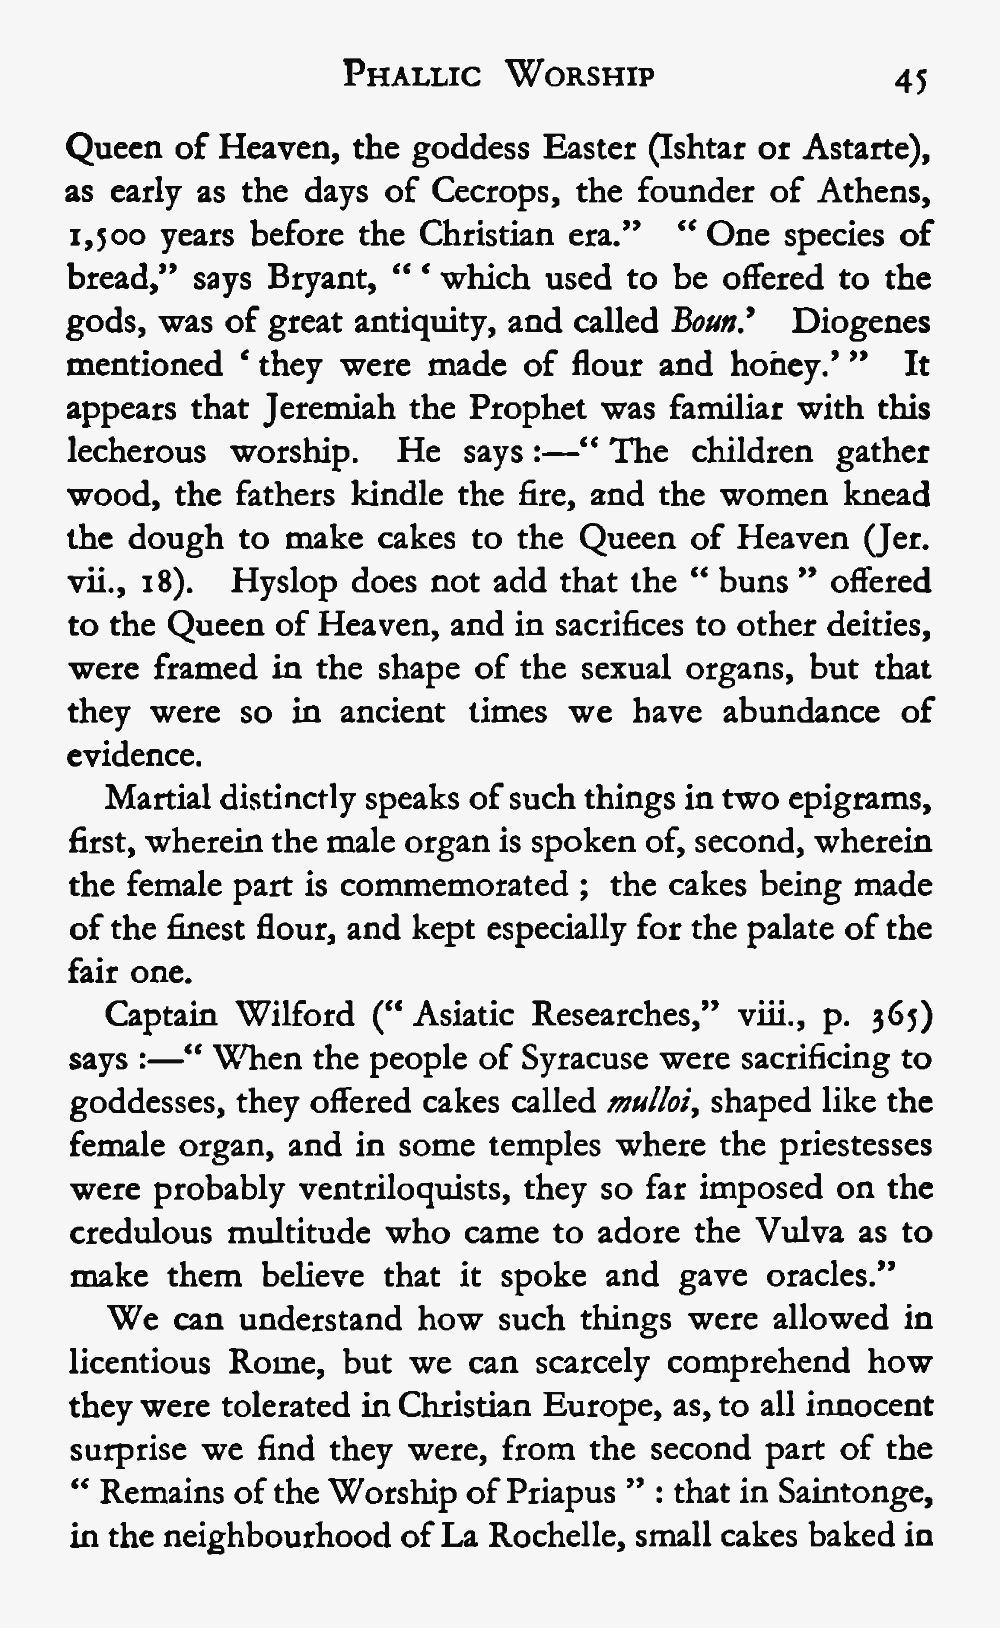 PHALLIC WORSHIP 45
Queen of Heaven, the goddess Easter (Ishtar or Astarte),
as early as the days of Cecrops, the founder of Athens,
1,500 years before the Christian era.” “ One species of
bread,” says Bryant, “ ‘ which used to be offered to the
gods, was of great antiquity, and called Boun.’ Diogenes
mentioned ‘ they were made of flour and honey.’ ” It
appears that Jeremiah the Prophet was familiar with this
lecherous worship. He says :—“ The children gather
wood, the fathers kindle the fire, and the women knead
the dough to make cakes to the Queen of Heaven (Jer.
vii., 18). Hyslop does not add that the “ buns ” offered
to the Queen of Heaven, and in sacrifices to other deities,
were framed in the shape of the sexual organs, but that
they were so in ancient times we have abundance of
evidence.
Martial distinctly speaks of such things in two epigrams,
first, wherein the male organ is spoken of, second, wherein
the female part is commemorated ; the cakes being made
of the finest flour, and kept especially for the palate of the
fair one.
Captain Wilford (“ Asiatic Researches,” viii., p. 365)
says :—“ When the people of Syracuse were sacrificing to
goddesses, they offered cakes called mulloi, shaped like the
female organ, and in some temples where the priestesses
were probably ventriloquists, they so far imposed on the
credulous multitude who came to adore the Vulva as to
make them believe that it spoke and gave oracles.”
We can understand how such things were allowed in
licentious Rome, but we can scarcely comprehend how
they were tolerated in Christian Europe, as, to all innocent
surprise we find they were, from the second part of the
“ Remains of the Worship of Priapus ” : that in Saintonge,
in the neighbourhood of La Rochelle, small cakes baked in